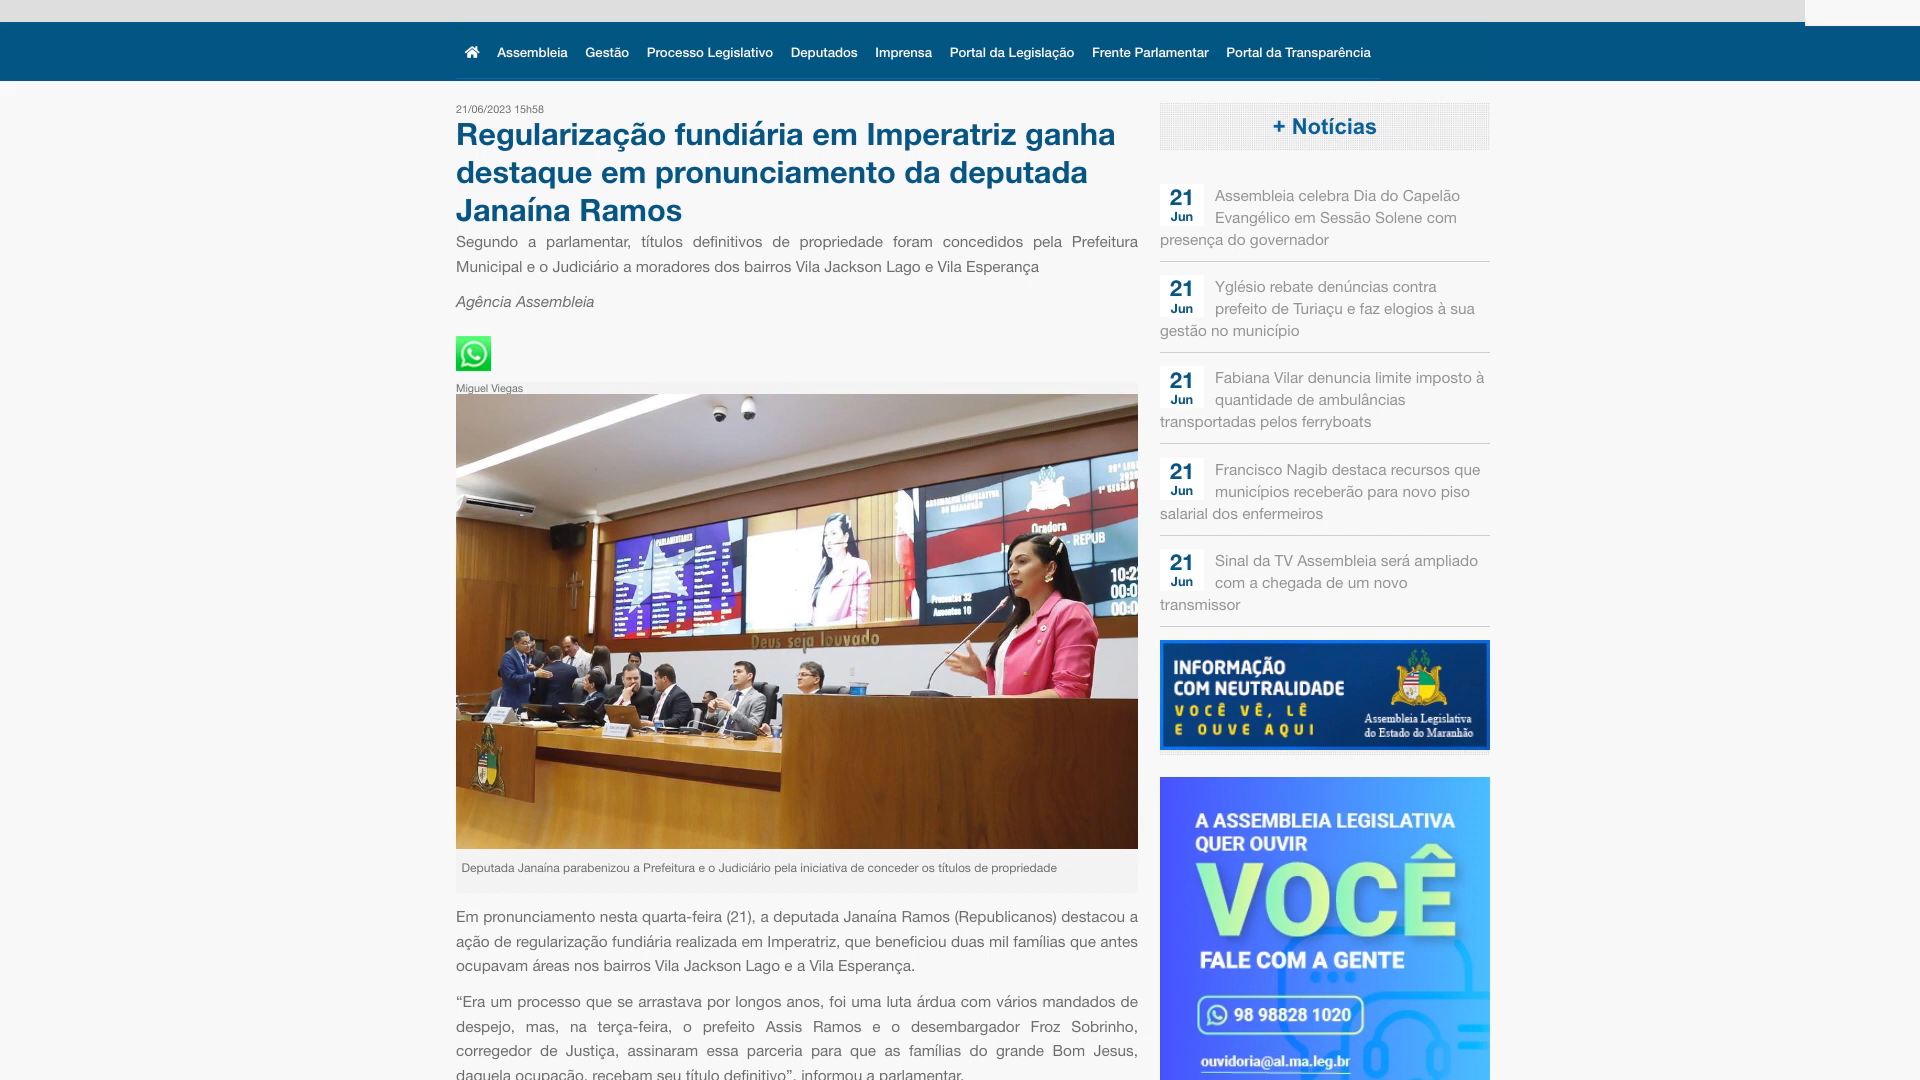 Assembleia Gestão Processo Legislativo Deputados Imprensa Portal da Legislação Frente Parlamentar Portal da Transparência
21/06/2023 15h58
Regularização fundiária em Imperatriz ganha
destaque em pronunciamento da deputada
Janaína Ramos
Segundo a parlamentar, títulos definitivos de propriedade foram concedidos pela Prefeitura
Municipal e o Judiciário a moradores dos bairros Vila Jackson Lago e Vila Esperança
Agência Assembleia
Miguel Viegas
PARLAMENTARES
ASSEMBLEIA LEGISLATIVA
DO MARANHÃO
Oradora
- REPUB
Presentes 32
Ausentes 10
Deus seja louvado
Deputada Janaína parabenizou a Prefeitura e o Judiciário pela iniciativa de conceder os títulos de propriedade
Em pronunciamento nesta quarta-feira (21), a deputada Janaína Ramos (Republicanos) destacou a
ação de regularização fundiária realizada em Imperatriz, que beneficiou duas mil famílias que antes
ocupavam áreas nos bairros Vila Jackson Lago e a Vila Esperança.
“Era um processo que se arrastava por longos anos, foi uma luta árdua com vários mandados de
despejo, mas, na terça-feira, o prefeito Assis Ramos e o desembargador Froz Sobrinho,
corregedor de Justiça, assinaram essa parceria para que as famílias do grande Bom Jesus,
daquela ocupação, recebam seu título definitivo”, informou a parlamentar.
+ Notícias
21 Assembleia celebra Dia do Capelão
Jun Evangélico em Sessão Solene com
presença do governador
21 Yglésio rebate denúncias contra
Jun prefeito de Turiaçu e faz elogios à sua
gestão no município
21 Fabiana Vilar denuncia limite imposto à
Jun quantidade de ambulâncias
transportadas pelos ferryboats
21 Francisco Nagib destaca recursos que
Jun municípios receberão para novo piso
salarial dos enfermeiros
21 Sinal da TV Assembleia será ampliado
Jun com a chegada de um novo
transmissor
INFORMAÇÃO
COM NEUTRALIDADE
VOCÊ VÊ, LÊ
E OUVE AQUI
Assembleia Legislativa
do Estado do Maranhão
A ASSEMBLEIA LEGISLATIVA
QUER OUVIR
VOCÊ
FALE COM A GENTE
98 98828 1020
ouvidoria@al.ma.leg.br